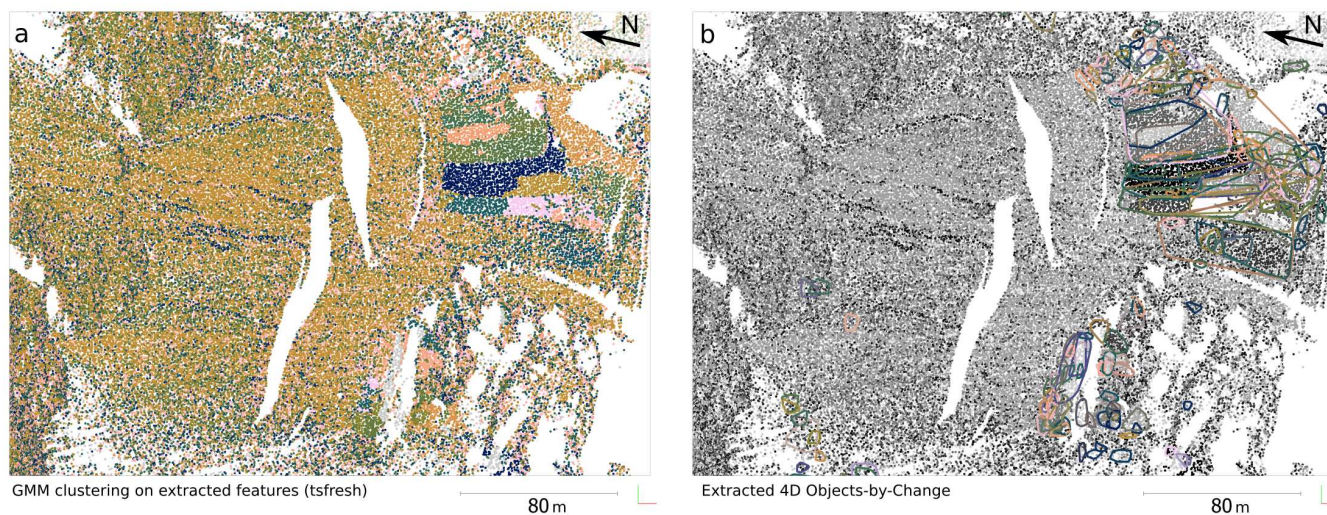 a
N
GMM clustering on extracted features (tsfresh)
80 m
b
N
Extracted 4D Objects-by-Change
80 m